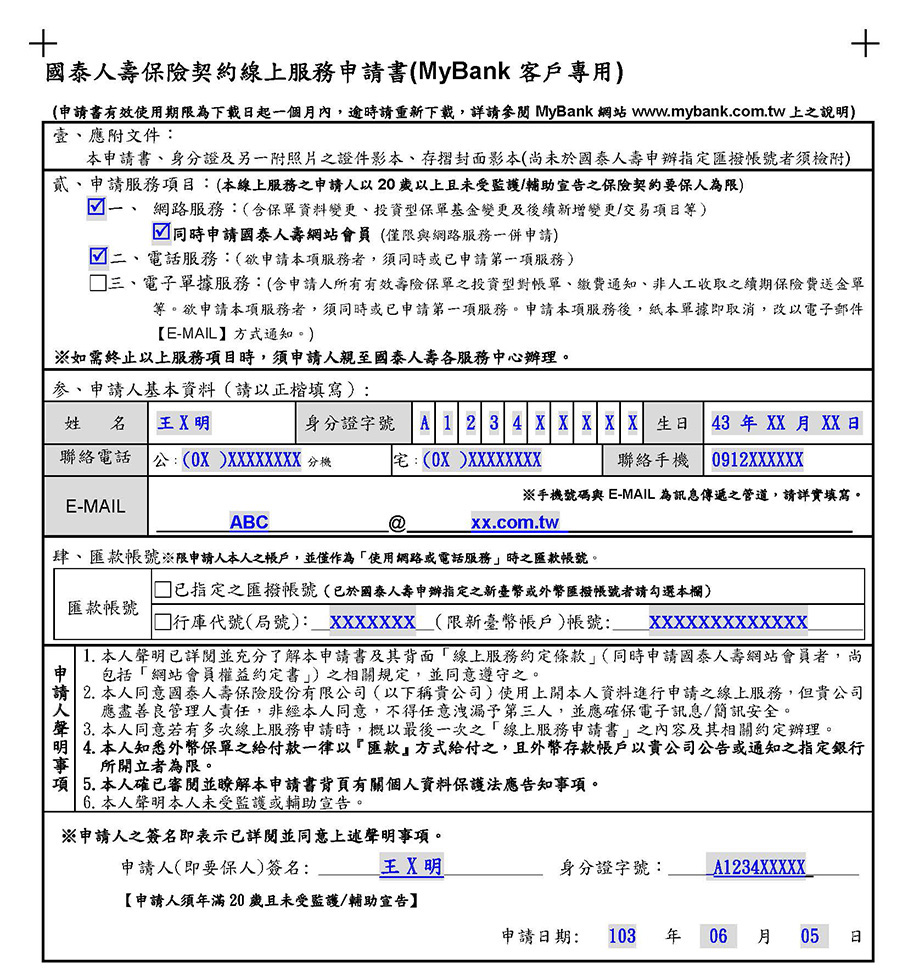 國泰人壽保險契約線上服務申請書(MyBank 客戶專用)
(申請書有效使用期限為下載日起一個月內，逾時請重新下載，詳請參閱 MyBank 網站 www.mybank.com.tw 上之說明)
壹、應附文件：
本申請書、身分證及另一附照片之證件影本、存摺封面影本(尚未於國泰人壽申辦指定匯撥帳號者須檢附)
貳、申請服務項目：(本線上服務之申請人以 20 歲以上且未受監護/輔助宣告之保險契約要保人為限)
☑一、 網路服務：(含保單資料變更、投資型保單基金變更及後續新增變更/交易項目等)
☑同時申請國泰人壽網站會員 (僅限與網路服務一併申請)
☑二、電話服務：(欲申請本項服務者，須同時或已申請第一項服務)
□三、電子單據服務：(含申請人所有有效壽險保單之投資型對帳單、繳費通知、非人工收取之續期保險費送金單
等。欲申請本項服務者，須同時或已申請第一項服務。申請本項服務後，紙本單據即取消，改以電子郵件
【E-MAIL】方式通知。)
※如需終止以上服務項目時，須申請人親至國泰人壽各服務中心辦理。
參、申請人基本資料（請以正楷填寫）:
姓 名 王 X 明 身分證字號 A 1 2 3 4 X X X X X 生日 43 年 XX 月 XX 日
聯絡電話 公:(0X )XXXXXXXX 分機 宅:(0X )XXXXXXXX 聯絡手機 0912XXXXXX
※手機號碼與 E-MAIL 為訊息傳遞之管道，請詳實填寫。
E-MAIL ABC @ xx.com.tw
肆、匯款帳號※限申請人本人之帳戶，並僅作為「使用網路或電話服務」時之匯款帳號。
匯款帳號
□已指定之匯撥帳號 (已於國泰人壽申辦指定之新臺幣或外幣匯撥帳號者請勾選本欄)
□行庫代號(局號): XXXXXXX (限新臺幣帳戶)帳號: XXXXXXXXXXXXX
申請人聲明事項
1. 本人聲明已詳閱並充分了解本申請書及其背面「線上服務約定條款」(同時申請國泰人壽網站會員者，尚
包括「網站會員權益約定書」)之相關規定，並同意遵守之。
2. 本人同意國泰人壽保險股份有限公司（以下稱貴公司）使用上開本人資料進行申請之線上服務，但貴公司
應盡善良管理人責任，非經本人同意，不得任意洩漏予第三人，並應確保電子訊息/簡訊安全。
3. 本人同意若有多次線上服務申請時，概以最後一次之「線上服務申請書」之內容及其相關約定辦理。
4. 本人知悉外幣保單之給付款一律以『匯款』方式給付之，且外幣存款帳戶以貴公司公告或通知之指定銀行
所開立者為限。
5. 本人確已審閱並瞭解本申請書背頁有關個人資料保護法應告知事項。
6. 本人聲明本人未受監護或輔助宣告。
※申請人之簽名即表示已詳閱並同意上述聲明事項。
申請人(即要保人)簽名: 王 X 明 身分證字號： A1234XXXXX
【申請人須年滿 20 歲且未受監護/輔助宣告】
申請日期: 103 年 06 月 05 日